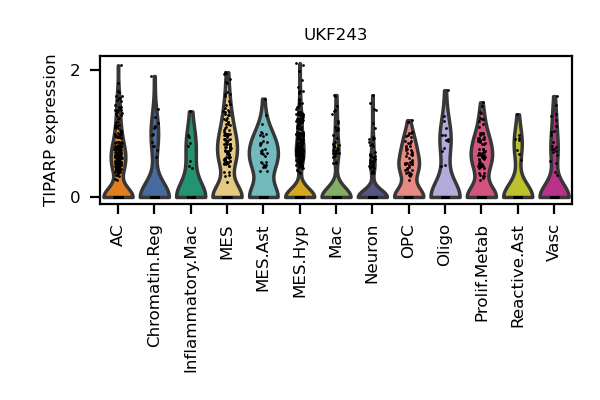 UKF243
TIPARP expression
2
0
AC
Chromatin.Reg
Inflammatory.Mac
MES
MES.Ast
MES.Hyp
Mac
Neuron
OPC
Oligo
Prolif.Metab
Reactive.Ast
Vasc